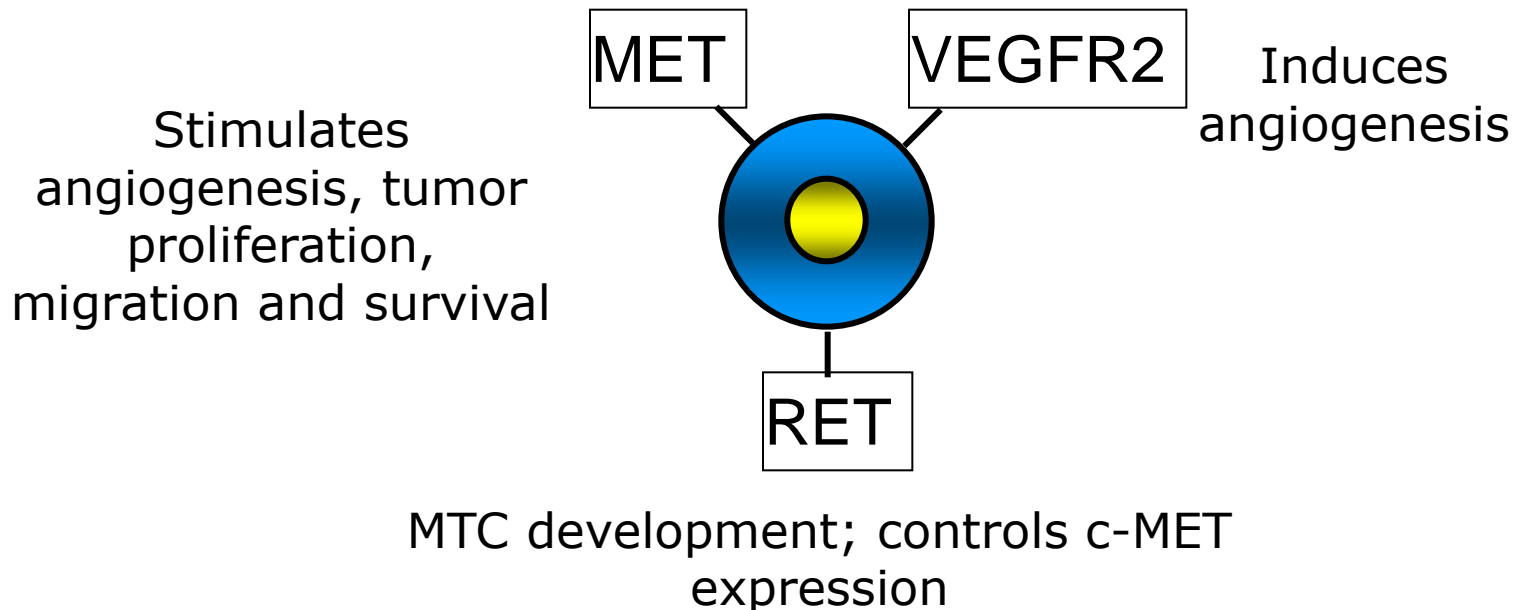 MET
VEGFR2
Induces
angiogenesis
Stimulates
angiogenesis, tumor
proliferation,
migration and survival
RET
MTC development; controls c-MET
expression